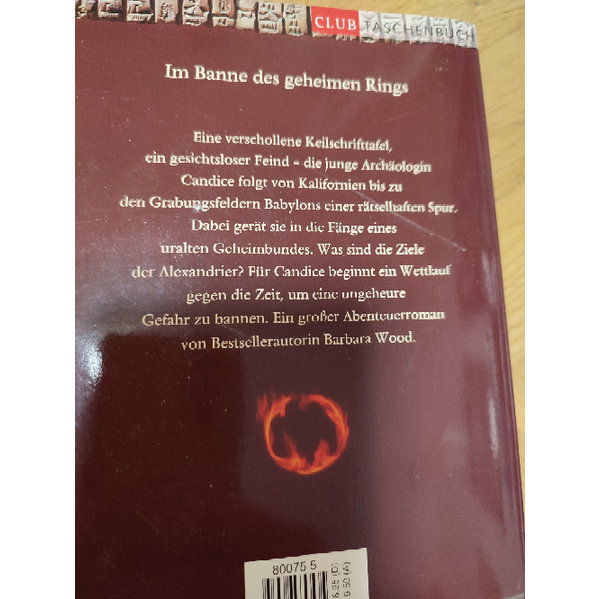 CLUB TASCHENBUCH
Im Banne des geheimen Rings
Eine verschollene Keilschrifttafel,
ein gesichtsloser Feind – die junge Archäologin
Candice folgt von Kalifornien bis zu
den Grabungsfeldern Babylons einer rätselhaften Spur.
Dabei gerät sie in die Fänge eines
uralten Geheimbundes. Was sind die Ziele
der Alexandrier? Für Candice beginnt ein Wettlauf
gegen die Zeit, um eine ungeheure
Gefahr zu bannen. Ein großer Abenteuerroman
von Bestsellerautorin Barbara Wood.
80075 5